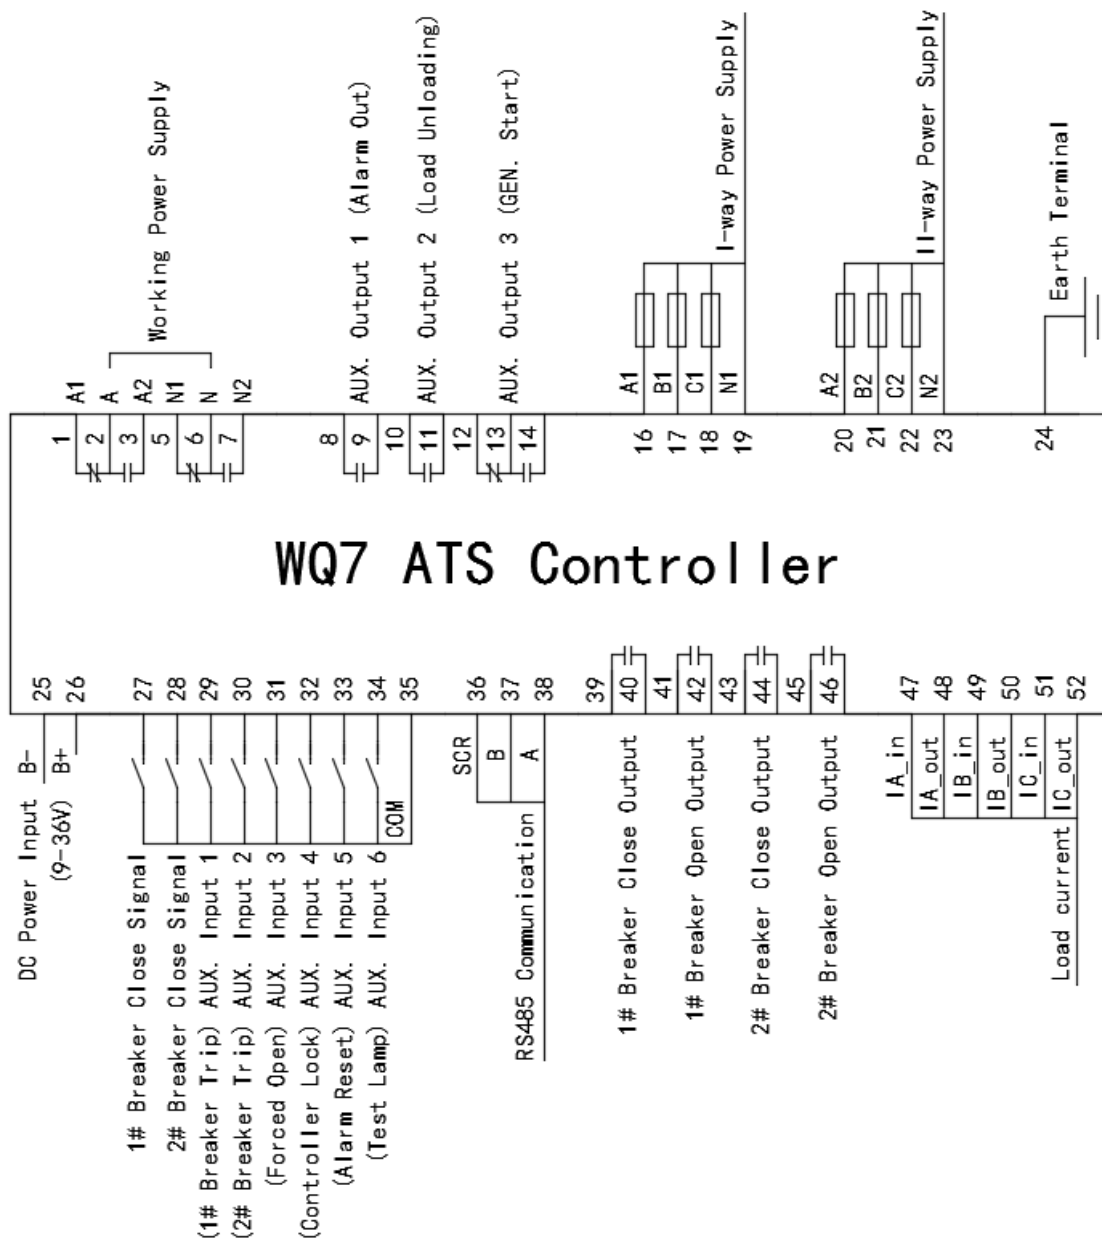 A1
A
A2
N1
N
N2
Working Power Supply
AUX. Output 1 (Alarm Out)
AUX. Output 2 (Load Unloading)
AUX. Output 3 (GEN. Start)
A1
B1
C1
N1
I-way Power Supply
A2
B2
C2
N2
II-way Power Supply
Earth Terminal
1
2
3
5
6
7
8
9
10
11
12
13
14
16
17
18
19
20
21
22
23
24
WQ7 ATS Controller
25
26
27
28
29
30
31
32
33
34
35
36
37
38
39
40
41
42
43
44
45
46
47
48
49
50
51
52
DC Power Input B-
(9-36V) B+
1# Breaker Close Signal
2# Breaker Close Signal
(1# Breaker Trip) AUX. Input 1
(2# Breaker Trip) AUX. Input 2
(Forced Open) AUX. Input 3
(Controller Lock) AUX. Input 4
(Alarm Reset) AUX. Input 5
(Test Lamp) AUX. Input 6
COM
SCR
B
A
RS485 Communication
1# Breaker Close Output
1# Breaker Open Output
2# Breaker Close Output
2# Breaker Open Output
IA_in
IA_out
IB_in
IB_out
IC_in
IC_out
Load current